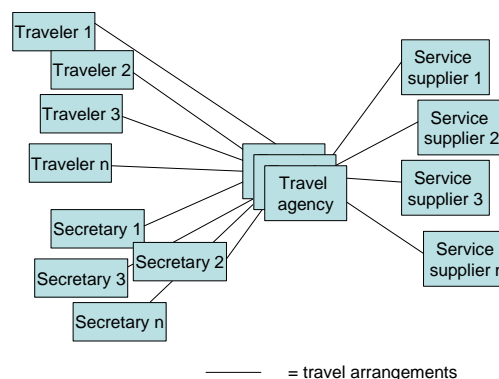 Traveler 1
Traveler 2
Traveler 3
Traveler n
Secretary 1
Secretary 2
Secretary 3
Secretary n
Travel
agency
Service
supplier 1
Service
supplier 2
Service
supplier 3
Service
supplier n
= travel arrangements